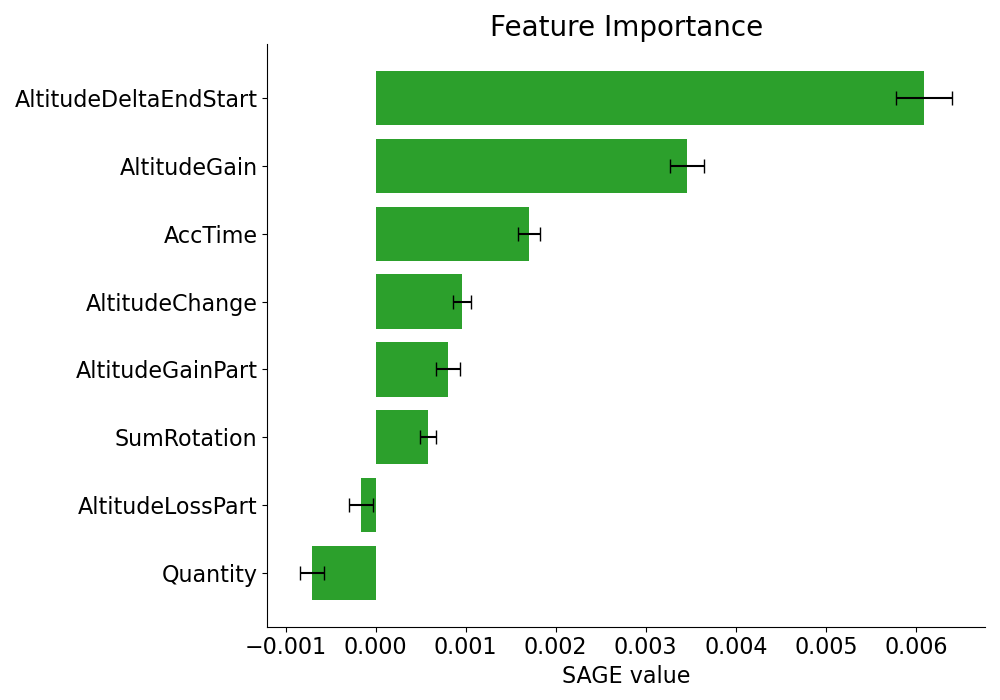 Feature Importance
AltitudeDeltaEndStart
AltitudeGain
AccTime
AltitudeChange
AltitudeGainPart
SumRotation
AltitudeLossPart
Quantity
−0.001 0.000 0.001 0.002 0.003 0.004 0.005 0.006
SAGE value